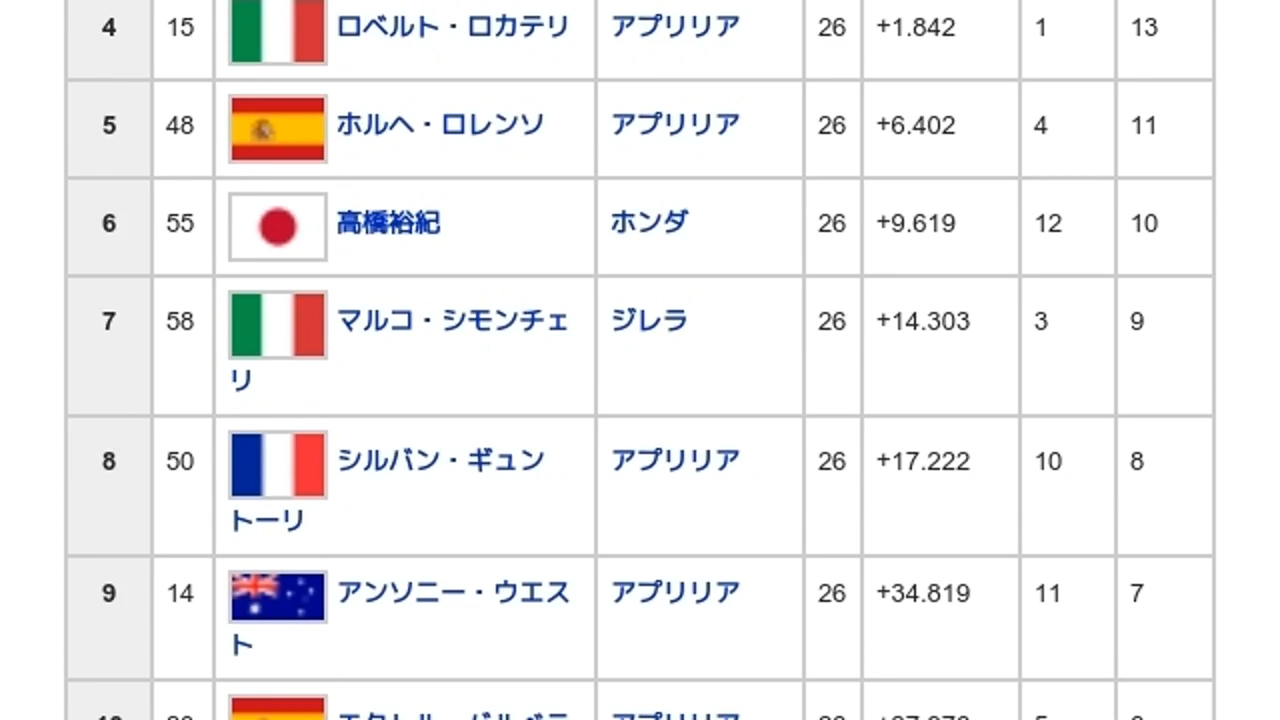 4 15 ロベルト・ロカテリ アプリリア 26 +1.842 1 13
5 48 ホルヘ・ロレンソ アプリリア 26 +6.402 4 11
6 55 高橋裕紀 ホンダ 26 +9.619 12 10
7 58 マルコ・シモンチェ ジレラ 26 +14.303 3 9
リ
8 50 シルバン・ギュン アプリリア 26 +17.222 10 8
トーリ
9 14 アンソニー・ウエス アプリリア 26 +34.819 11 7
ト